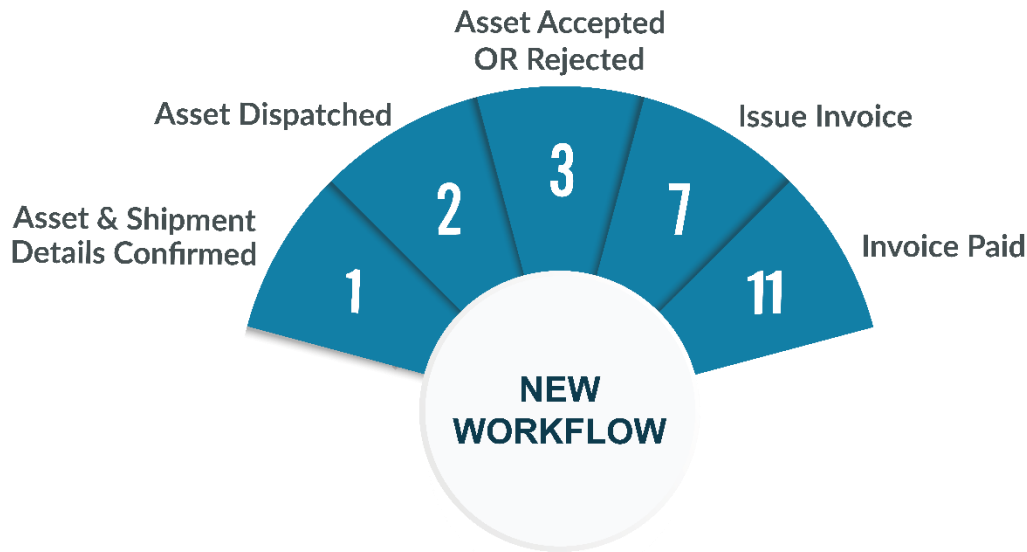 Asset Accepted
OR Rejected
Asset Dispatched
Issue Invoice
Asset & Shipment
Details Confirmed
Invoice Paid
1
2
3
7
11
NEW
WORKFLOW